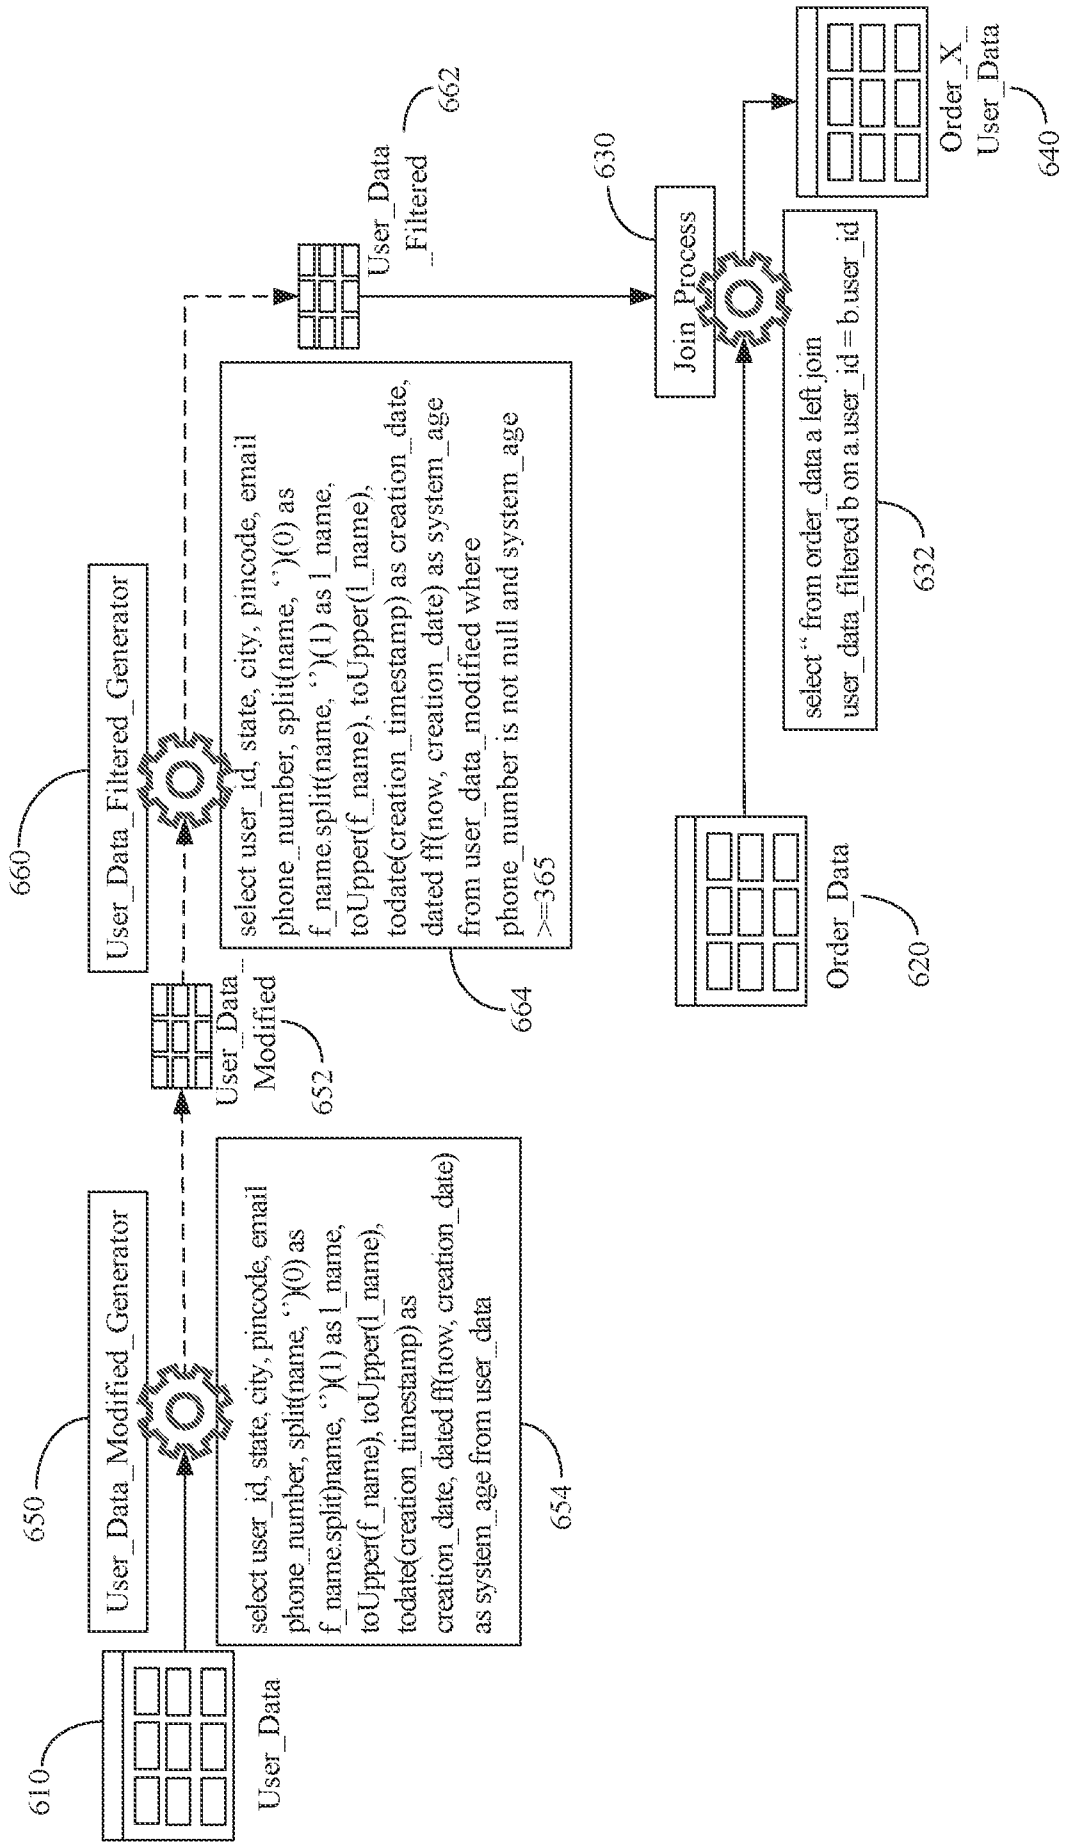 610
User_Data
650
User_Data_Modified_Generator
select user_id, state, city, pincode, email
phone_number, split(name, ‘’)(0) as
f_name.split)name, ‘’)(1) as l_name,
toUpper(f_name), toUpper(l_name),
todate(creation_timestamp) as
creation_date, dated ff(now, creation_date)
as system_age from user_data
654
User_Data_
Modified
652
660
User_Data_Filtered_Generator
select user_id, state, city, pincode, email
phone_number, split(name, ‘’)(0) as
f_name.split(name, ‘’)(1) as l_name,
toUpper(f_name), toUpper(l_name),
todate(creation_timestamp) as creation_date,
dated ff(now, creation_date) as system_age
from user_data_modified where
phone_number is not null and system_age
>=365
664
User_Data
_Filtered
662
Order_Data
620
630
Join_Process
select “ from order_data a left join
user_data_filtered b on a.user_id = b.user_id
632
Order_X_
User_Data
640